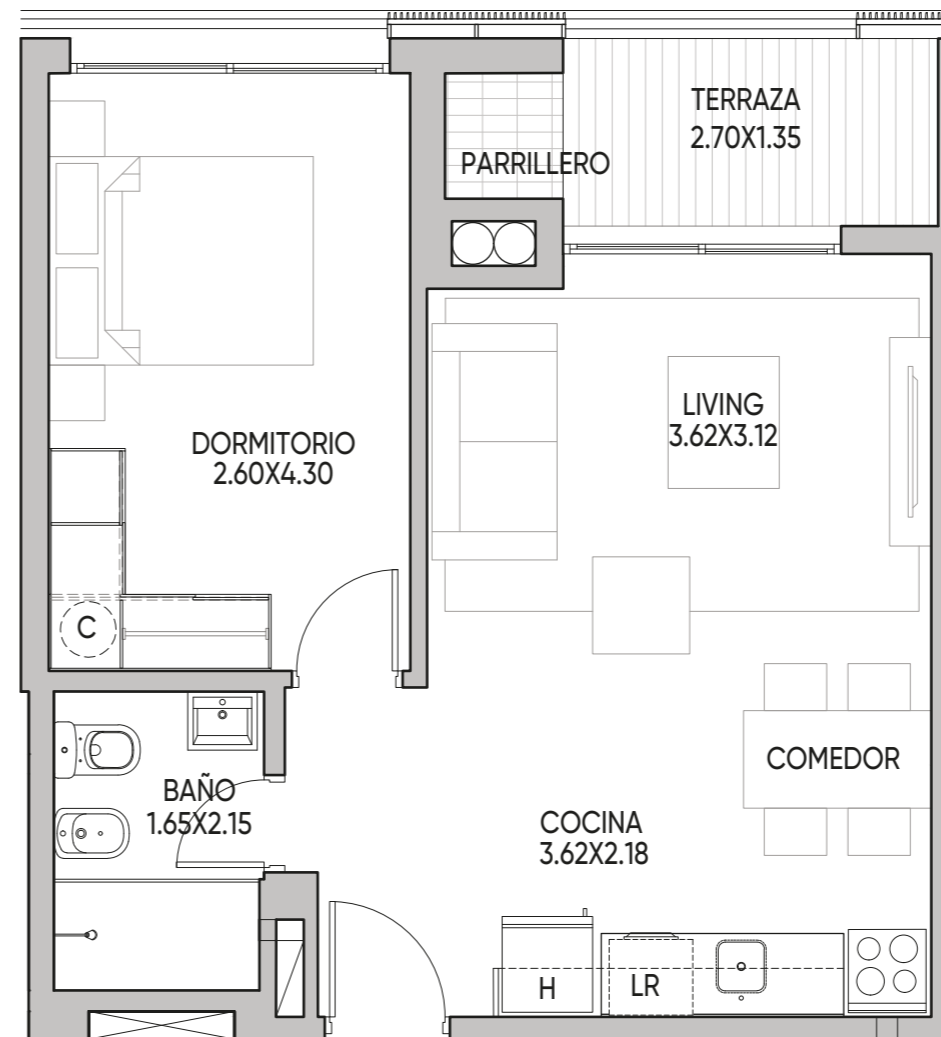 TERRAZA
2.70X1.35
PARRILLERO
LIVING
3.62X3.12
DORMITORIO
2.60X4.30
C
COMEDOR
BAÑO
1.65X2.15
COCINA
3.62X2.18
H
LR